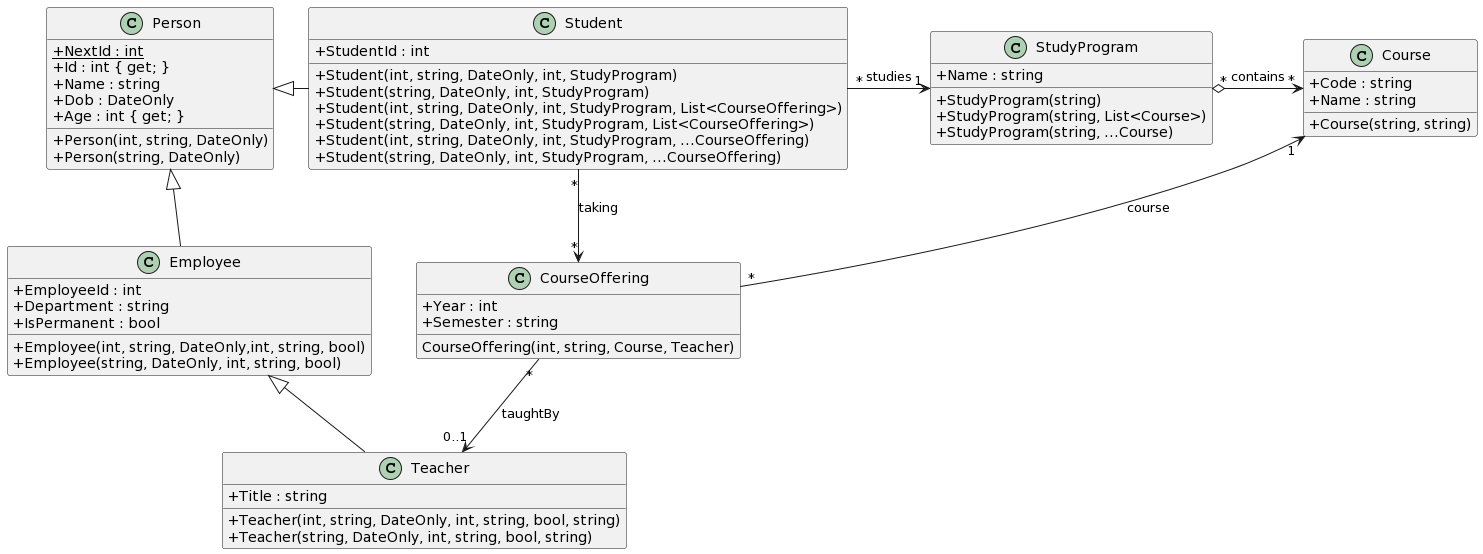 C Person
+NextId : int
+Id : int { get; }
+Name : string
+Dob : DateOnly
+Age : int { get; }
+Person(int, string, DateOnly)
+Person(string, DateOnly)
C Student
+StudentId : int
+Student(int, string, DateOnly, int, StudyProgram)
+Student(string, DateOnly, int, StudyProgram)
+Student(int, string, DateOnly, int, StudyProgram, List<CourseOffering>)
+Student(string, DateOnly, int, StudyProgram, List<CourseOffering>)
+Student(int, string, DateOnly, int, StudyProgram, ...CourseOffering)
+Student(string, DateOnly, int, StudyProgram, ...CourseOffering)
* studies 1
C StudyProgram
+Name : string
+StudyProgram(string)
+StudyProgram(string, List<Course>)
+StudyProgram(string, ...Course)
* contains *
C Course
+Code : string
+Name : string
+Course(string, string)
1
course
*
*
taking
*
C Employee
+EmployeeId : int
+Department : string
+IsPermanent : bool
+Employee(int, string, DateOnly,int, string, bool)
+Employee(string, DateOnly, int, string, bool)
C CourseOffering
+Year : int
+Semester : string
CourseOffering(int, string, Course, Teacher)
*
taughtBy
0..1
C Teacher
+Title : string
+Teacher(int, string, DateOnly, int, string, bool, string)
+Teacher(string, DateOnly, int, string, bool, string)